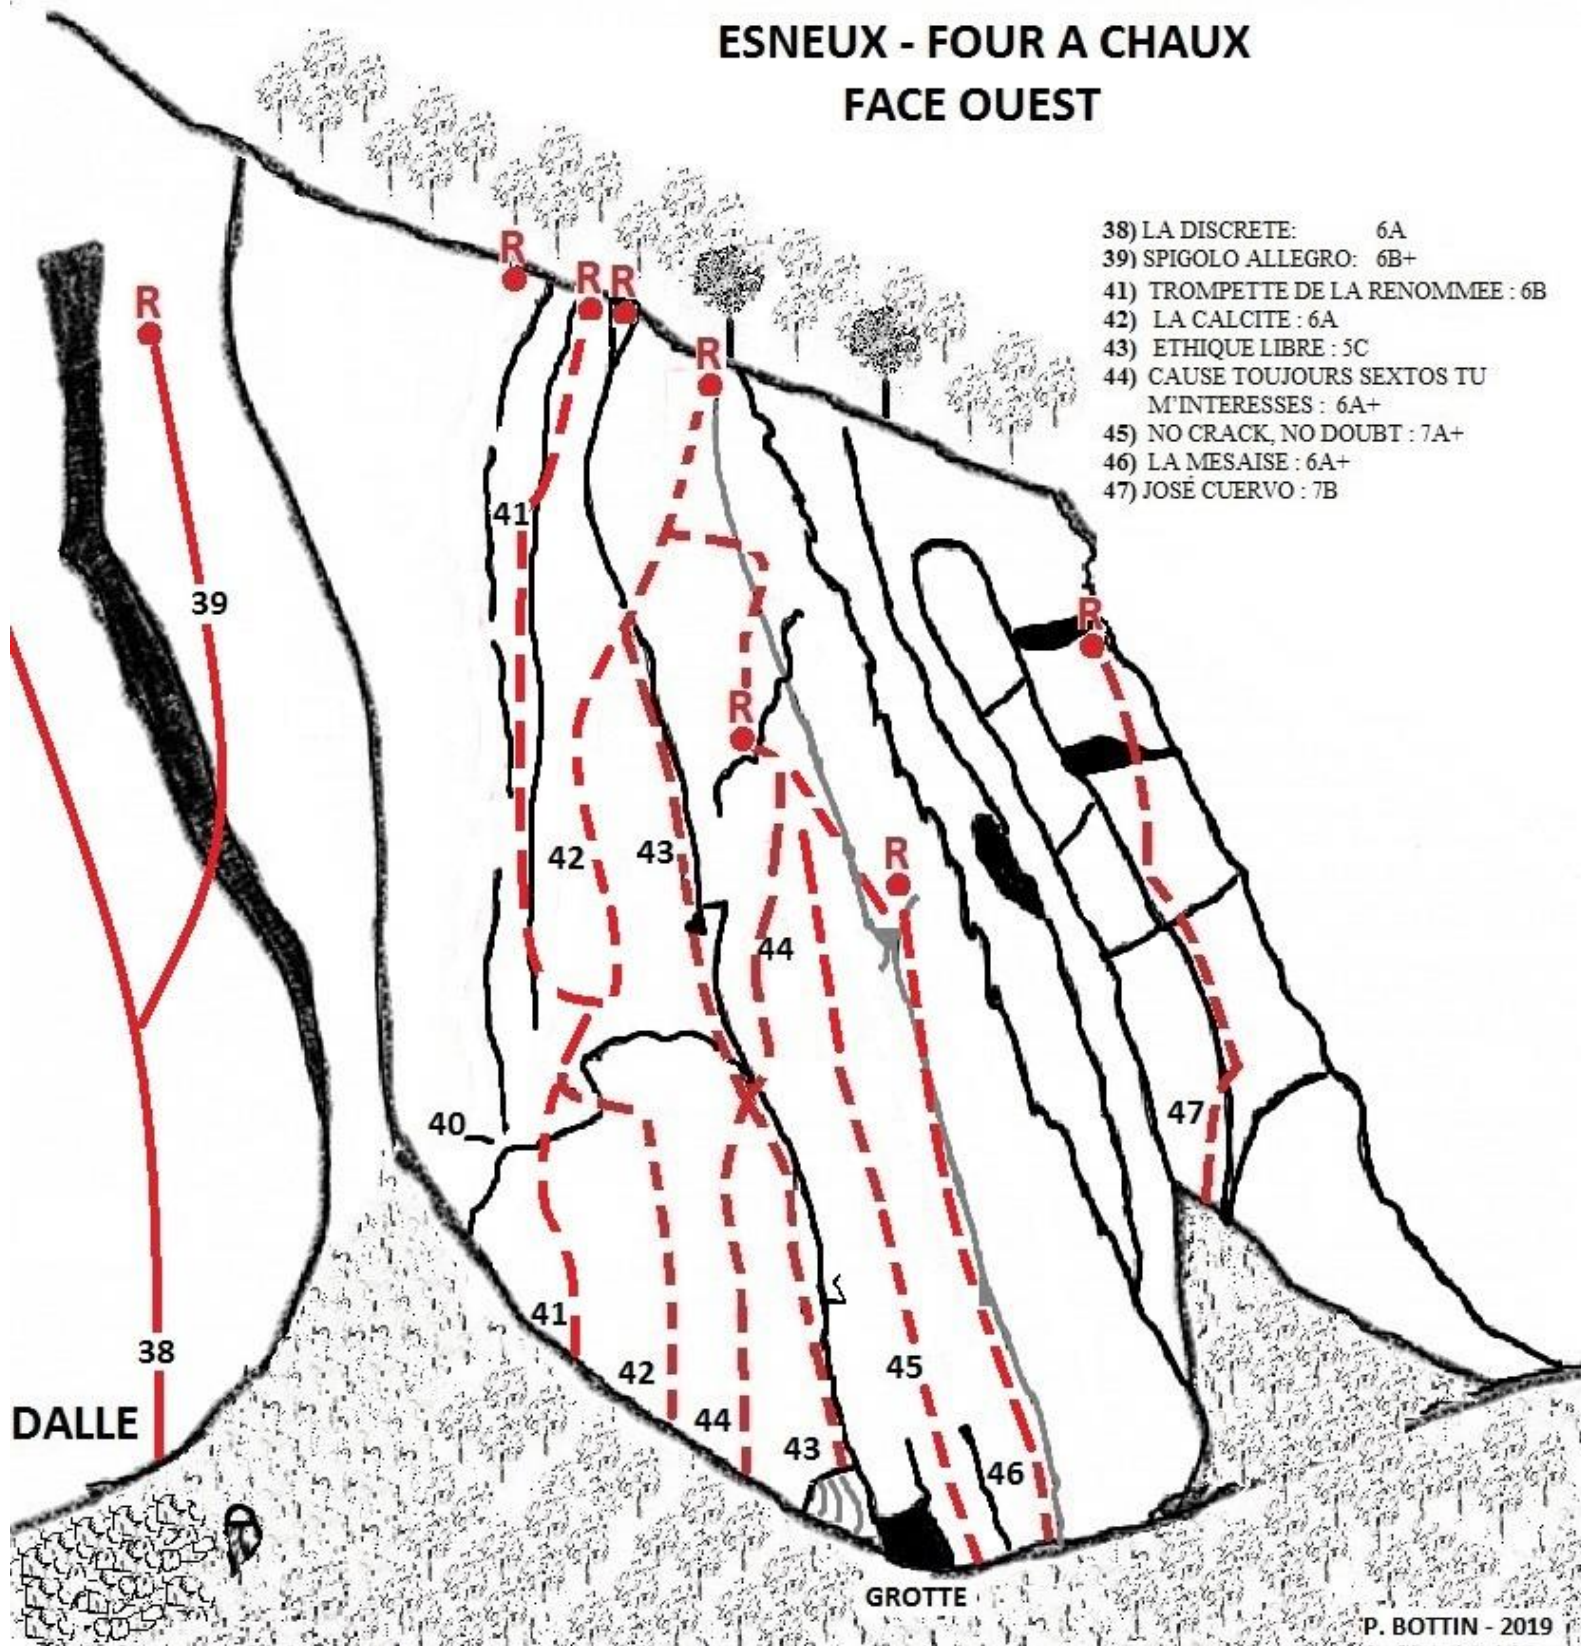 ESNEUX - FOUR A CHAUX
FACE OUEST
38) LA DISCRETE: 6A
39) SPIGOLO ALLEGRO: 6B+
41) TROMPETTE DE LA RENOMMEE : 6B
42) LA CALCITE : 6A
43) ETHIQUE LIBRE : 5C
44) CAUSE TOUJOURS SEXTOS TU
M'INTERESSES : 6A+
45) NO CRACK, NO DOUBT : 7A+
46) LA MESAISE : 6A+
47) JOSÉ CUERVO : 7B
R
R
R R
R
41
39
R
R
42
43
R
44
40
47
41
38
42
45
DALLE
44
43
46
GROTTE
P. BOTTIN - 2019